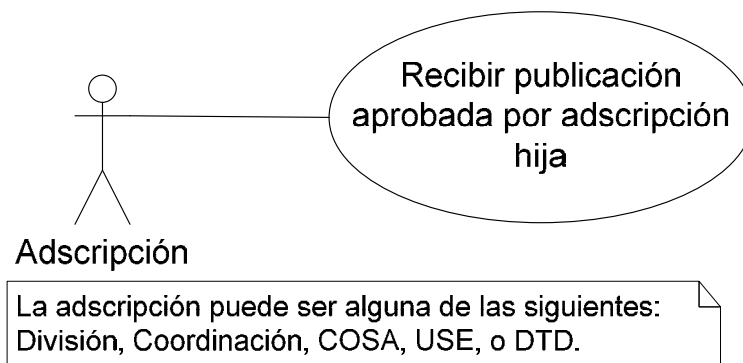 Recibir publicación
aprobada por adscripción
hija
Adscripción
La adscripción puede ser alguna de las siguientes:
División, Coordinación, COSA, USE, o DTD.